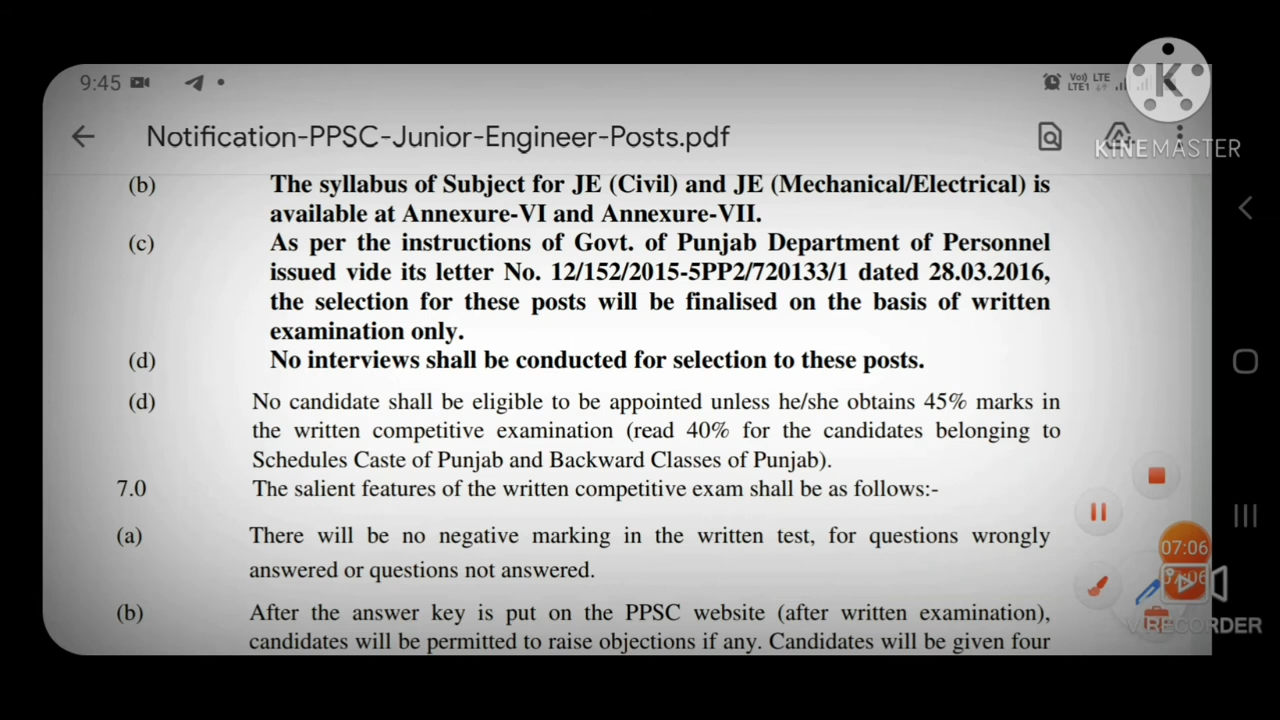 9:45
Vo) LTE
LTE1
Notification-PPSC-Junior-Engineer-Posts.pdf
K
KINEMASTER
(b) The syllabus of Subject for JE (Civil) and JE (Mechanical/Electrical) is
available at Annexure-VI and Annexure-VII.
(c) As per the instructions of Govt. of Punjab Department of Personnel
issued vide its letter No. 12/152/2015-5PP2/720133/1 dated 28.03.2016,
the selection for these posts will be finalised on the basis of written
examination only.
(d) No interviews shall be conducted for selection to these posts.
(d) No candidate shall be eligible to be appointed unless he/she obtains 45% marks in
the written competitive examination (read 40% for the candidates belonging to
Schedules Caste of Punjab and Backward Classes of Punjab).
7.0 The salient features of the written competitive exam shall be as follows:-
(a) There will be no negative marking in the written test, for questions wrongly
answered or questions not answered.
(b) After the answer key is put on the PPSC website (after written examination),
candidates will be permitted to raise objections if any. Candidates will be given four
07:06
07:06
V RECORDER